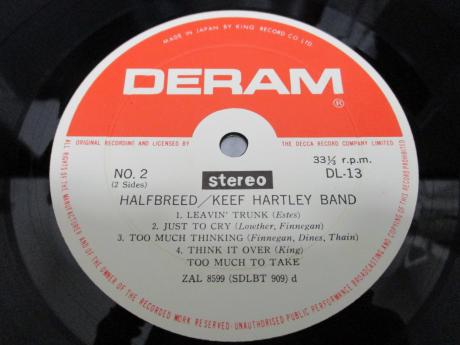 MADE IN JAPAN BY KING RECORD CO LTD.
DERAM
®
ORIGINAL RECORDING AND LICENSED BY THE DECCA RECORD COMPANY LIMITED
NO. 2
(2 Sides)
stereo
33⅓ r.p.m.
DL-13
HALFBREED/KEEF HARTLEY BAND
1. LEAVIN' TRUNK (Estes)
2. JUST TO CRY (Lowther, Finnegan)
3. TOO MUCH THINKING (Finnegan, Dines, Thain)
4. THINK IT OVER (King)
TOO MUCH TO TAKE
ZAL 8599 (SDLBT 909) d
ALL RIGHTS OF THE MANUFACTURER AND OF THE OWNER OF THE RECORDED WORK RESERVED·UNAUTHORISED PUBLIC PERFORMANCE BROADCASTING AND COPYING OF THIS RECORD PROHIBITED